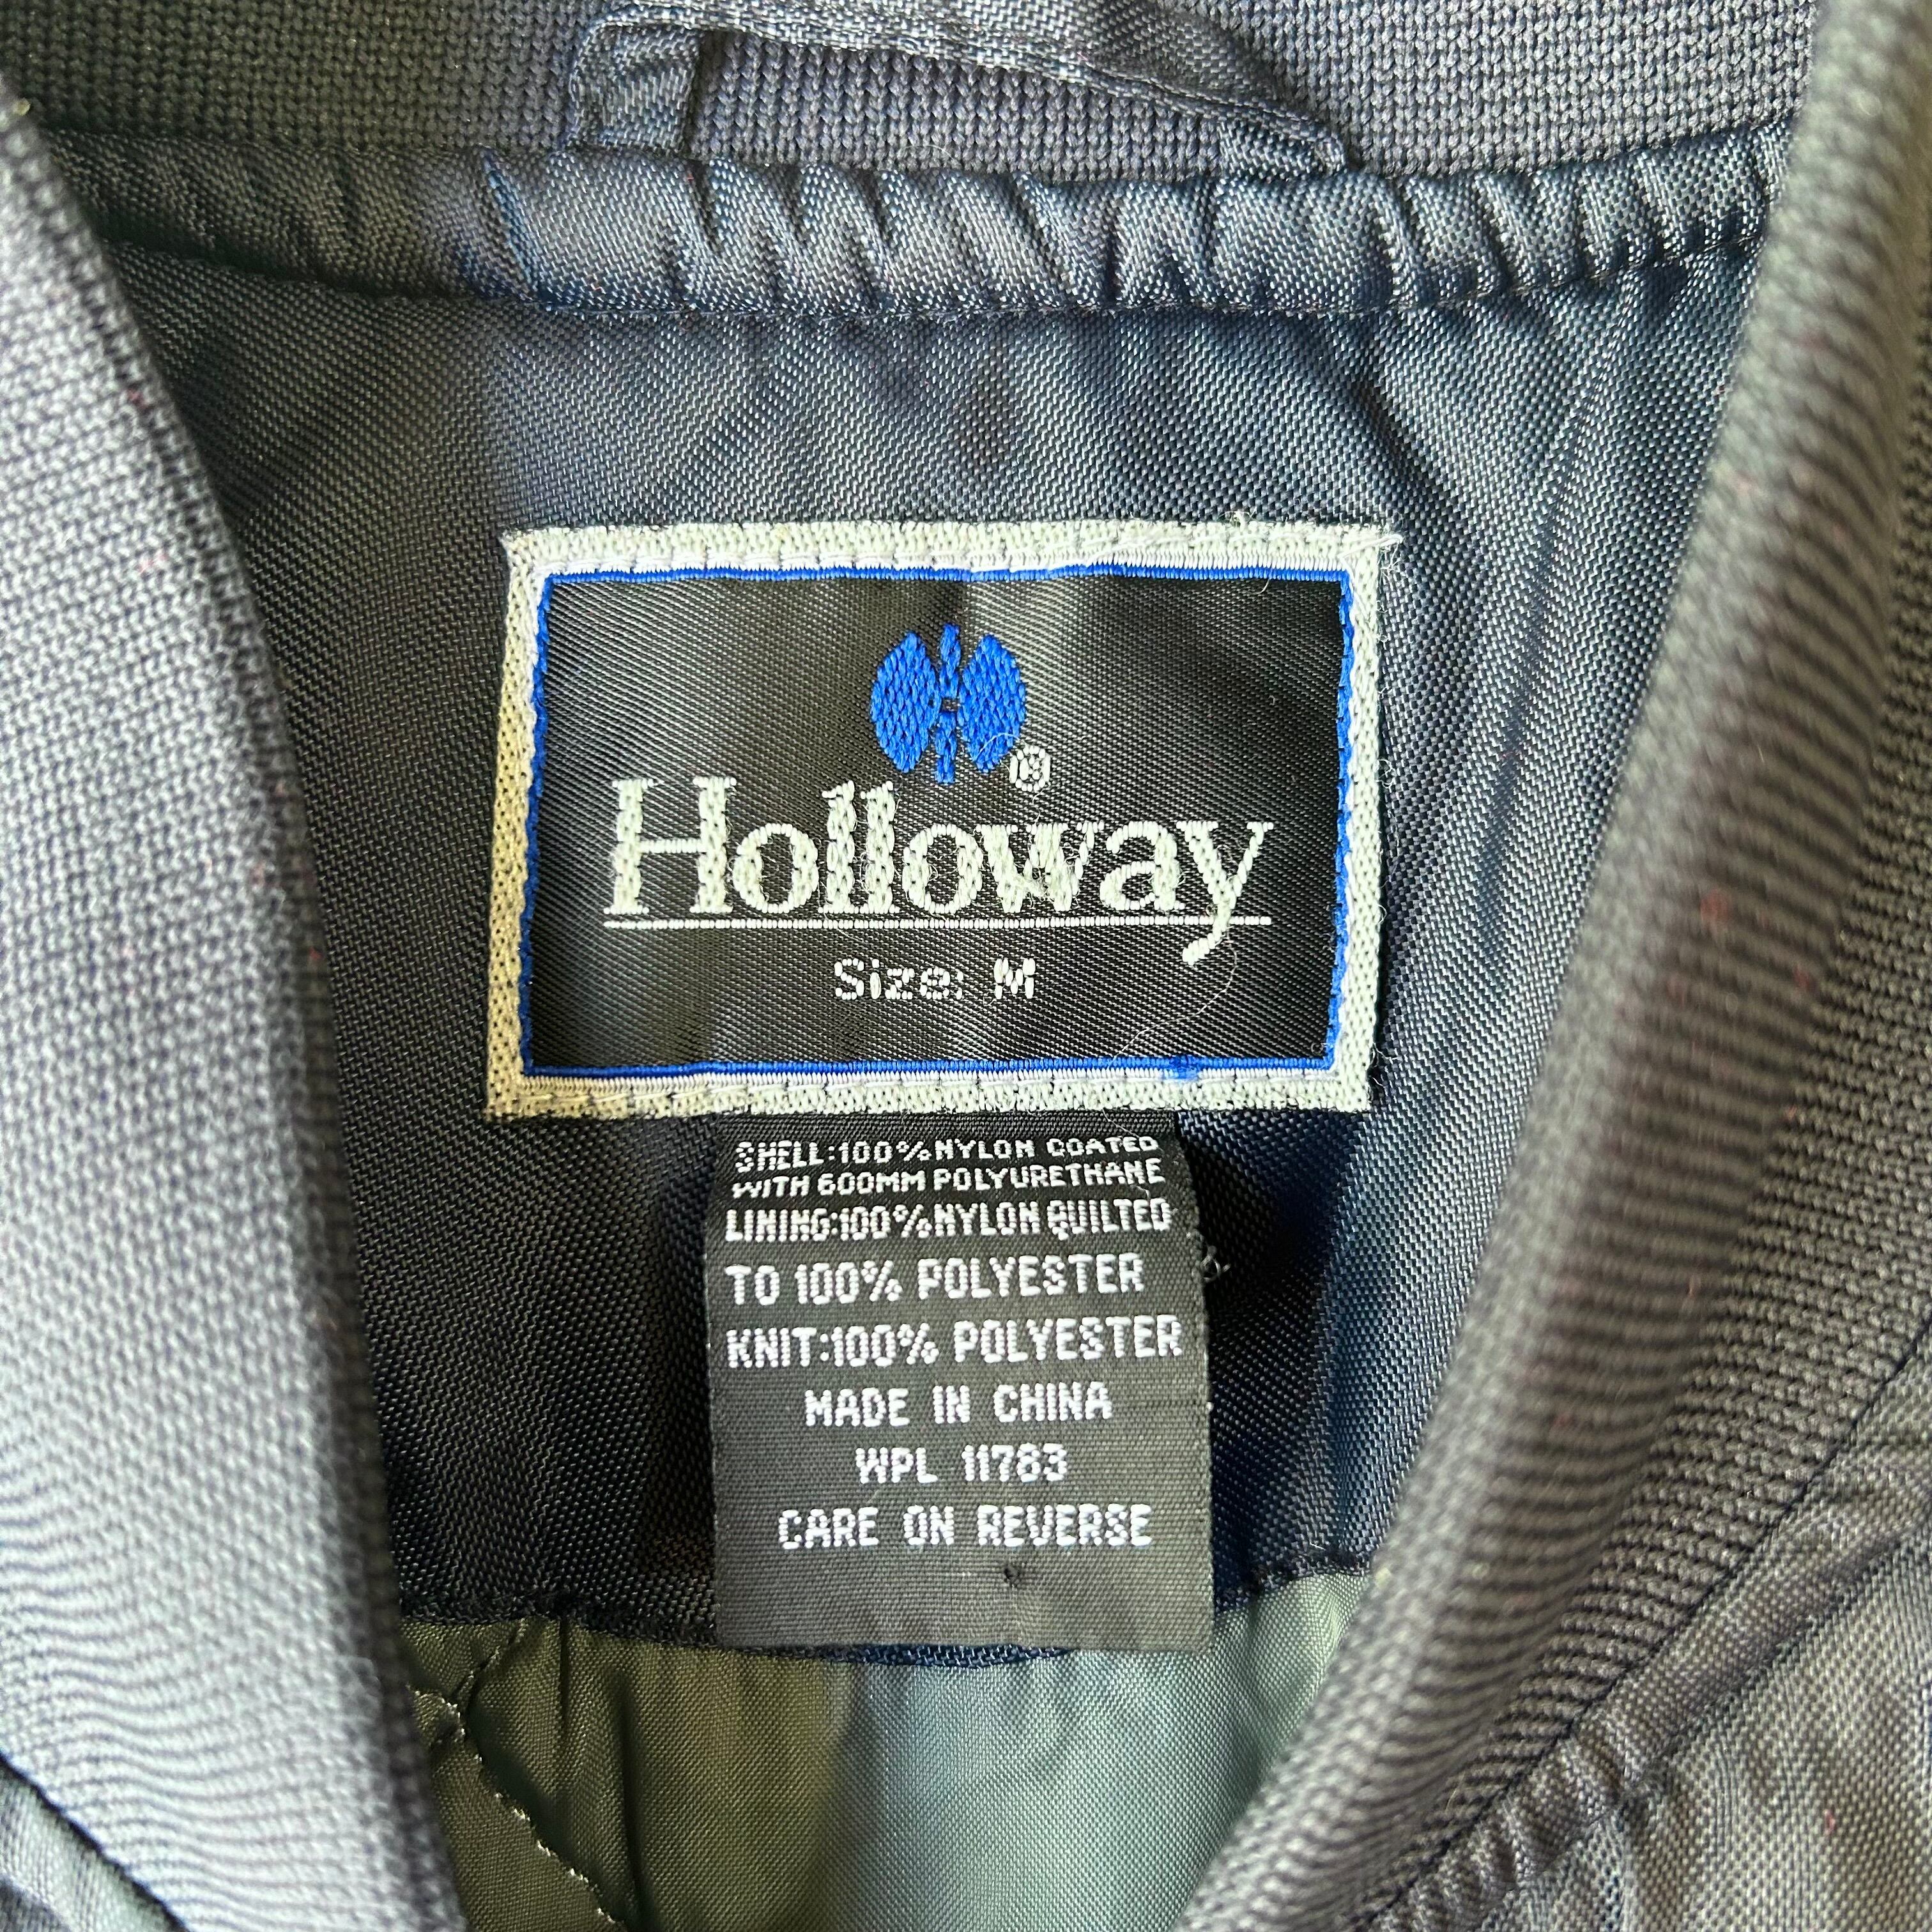 ®
Holloway
Size: M
SHELL:100%NYLON COATED
WITH 600MM POLYURETHANE
LINING:100%NYLON QUILTED
TO 100% POLYESTER
KNIT:100% POLYESTER
MADE IN CHINA
WPL 11783
CARE ON REVERSE